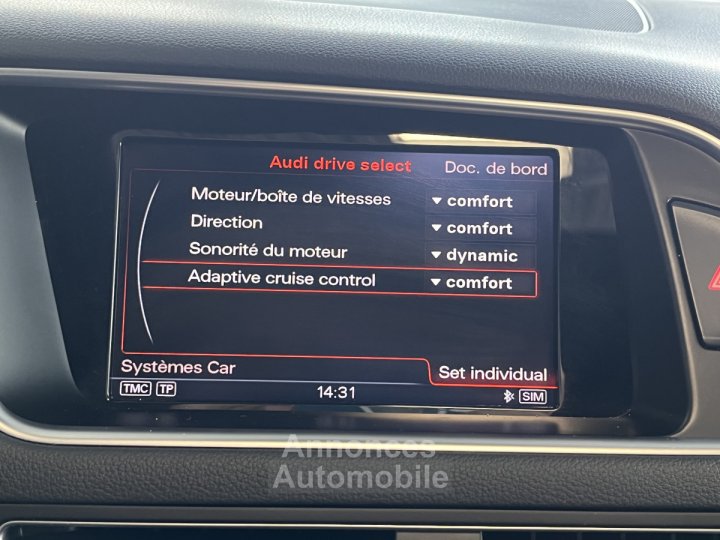 Audi drive select Doc. de bord
Moteur/boîte de vitesses comfort
Direction comfort
Sonorité du moteur dynamic
Adaptive cruise control comfort
Systèmes Car Set individual
TMC TP 14:31 SIM
Annonces
Automobile